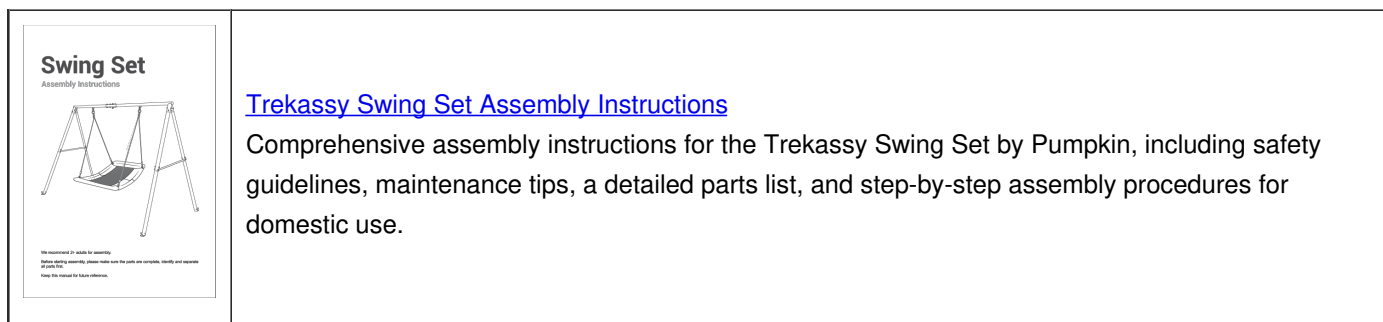 Swing Set
Assembly Instructions
We recommend 2+ adults for assembly.
Before starting assembly, please make sure the parts are complete, identify and separate
all parts first.
Keep this manual for future reference.
Trekassy Swing Set Assembly Instructions
Comprehensive assembly instructions for the Trekassy Swing Set by Pumpkin, including safety
guidelines, maintenance tips, a detailed parts list, and step-by-step assembly procedures for
domestic use.